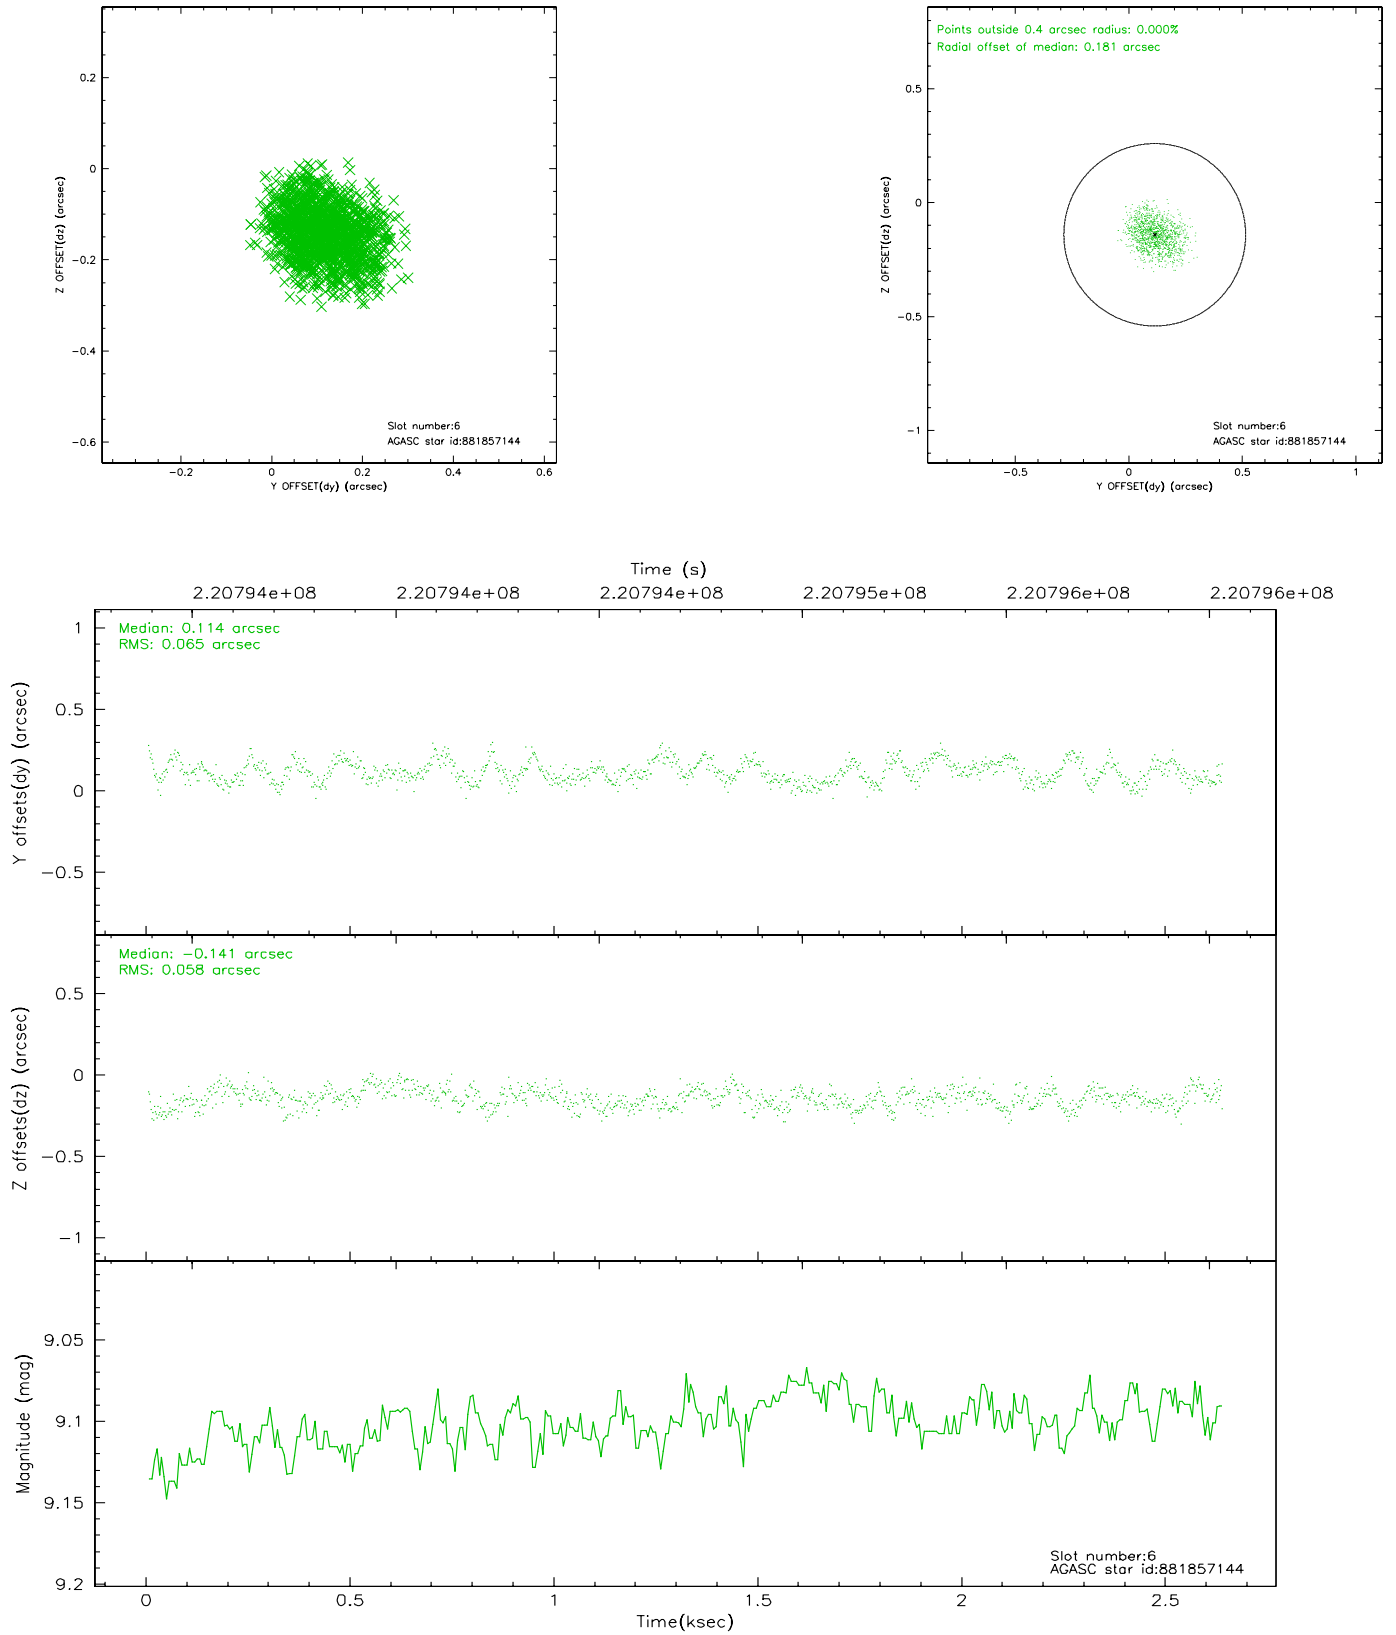 0.2
0
−0.2
−0.4
−0.6
Z OFFSET(dz) (arcsec)
Slot number:6
AGASC star id:881857144
−0.2 0 0.2 0.4 0.6
Y OFFSET(dy) (arcsec)
Points outside 0.4 arcsec radius: 0.000%
Radial offset of median: 0.181 arcsec
0.5
0
−0.5
−1
Z OFFSET(dz) (arcsec)
Slot number:6
AGASC star id:881857144
−0.5 0 0.5 1
Y OFFSET(dy) (arcsec)
Time (s)
2.20794e+08 2.20794e+08 2.20794e+08 2.20795e+08 2.20796e+08 2.20796e+08
Median: 0.114 arcsec
RMS: 0.065 arcsec
1
0.5
0
−0.5
Y offsets(dy) (arcsec)
Median: −0.141 arcsec
RMS: 0.058 arcsec
0.5
0
−0.5
−1
Z offsets(dz) (arcsec)
9.05
9.1
9.15
9.2
Magnitude (mag)
Slot number:6
AGASC star id:881857144
0 0.5 1 1.5 2 2.5
Time(ksec)